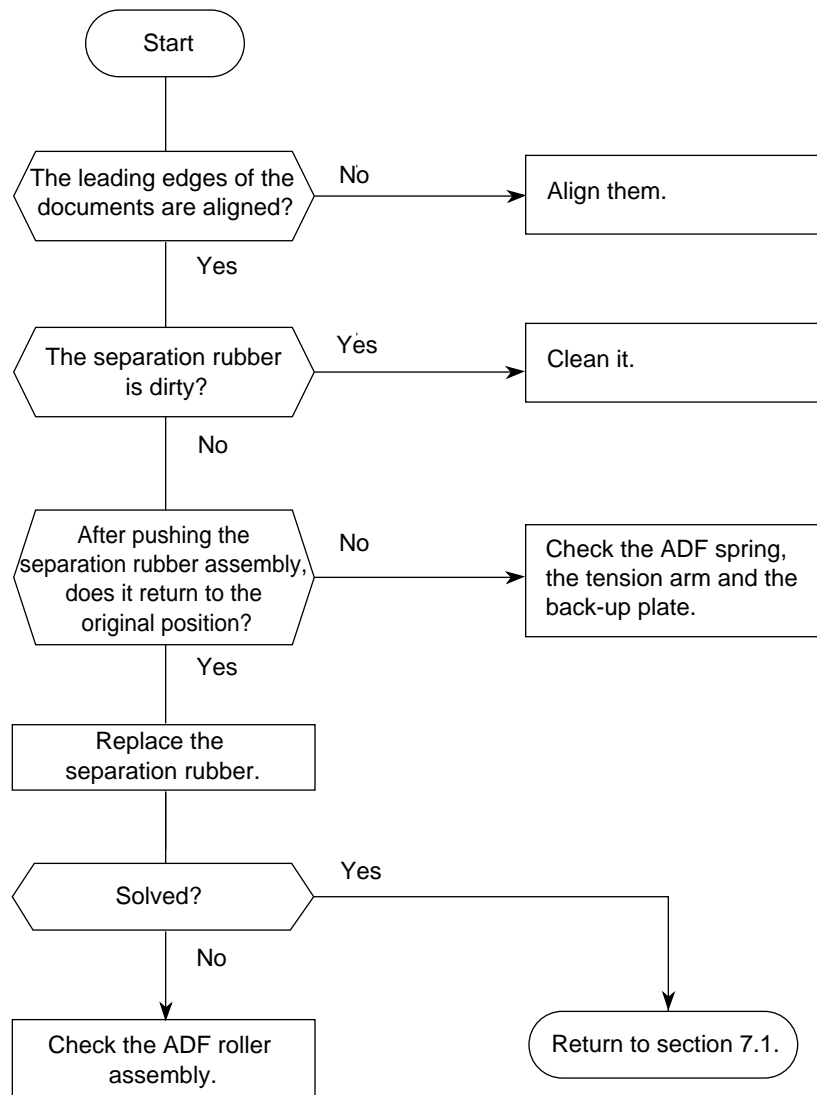 Start
The leading edges of the
documents are aligned?
No
Align them.
Yes
The separation rubber
is dirty?
Yes
Clean it.
No
After pushing the
separation rubber assembly,
does it return to the
original position?
No
Check the ADF spring,
the tension arm and the
back-up plate.
Yes
Replace the
separation rubber.
Solved?
Yes
No
Check the ADF roller
assembly.
Return to section 7.1.